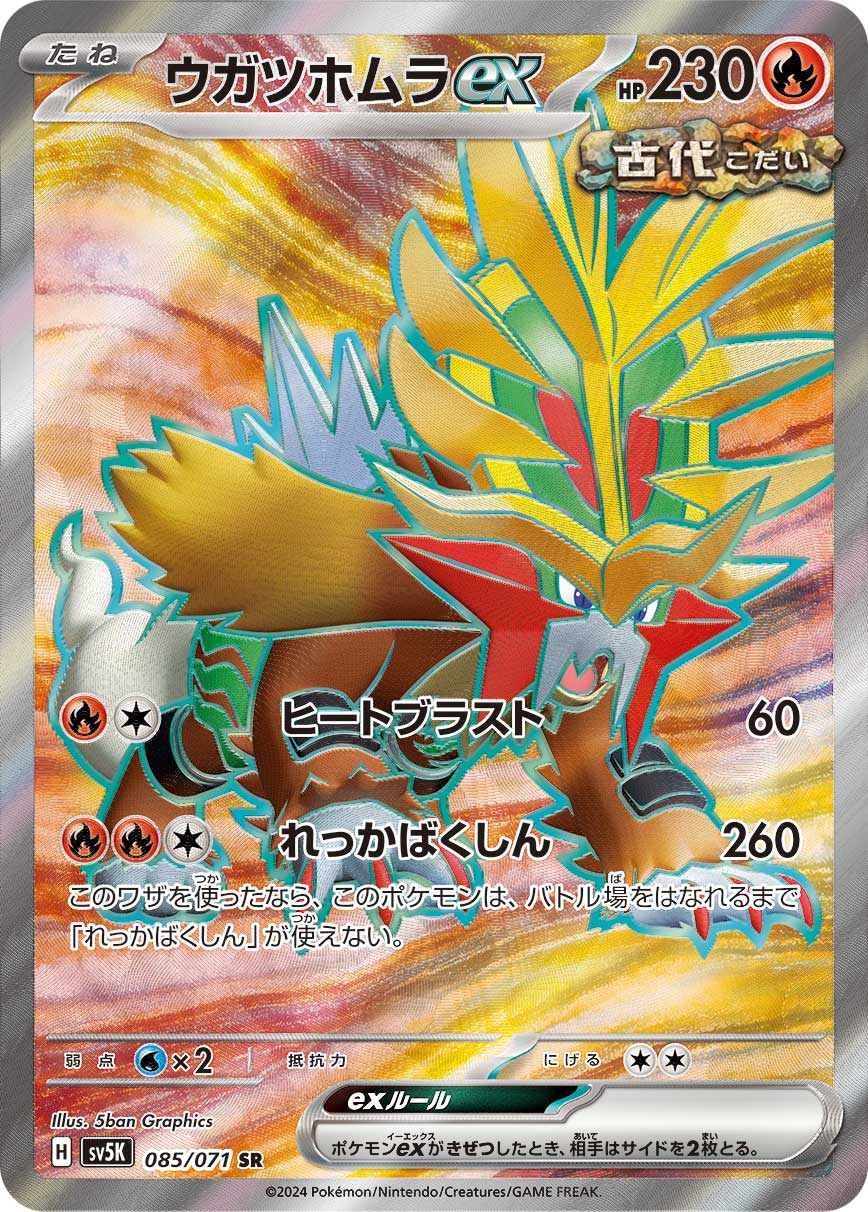 たね ウガツホムラex HP230
古代 こだい
ヒートブラスト 60
れっかばくしん 260
このワザを使ったなら、このポケモンは、バトル場をはなれるまで
「れっかばくしん」が使えない。
弱点 ×2 抵抗力 にげる
exルール
ポケモンexがきぜつしたとき、相手はサイドを2枚とる。
Illus. 5ban Graphics
H sv5K 085/071 SR
©2024 Pokémon/Nintendo/Creatures/GAME FREAK.